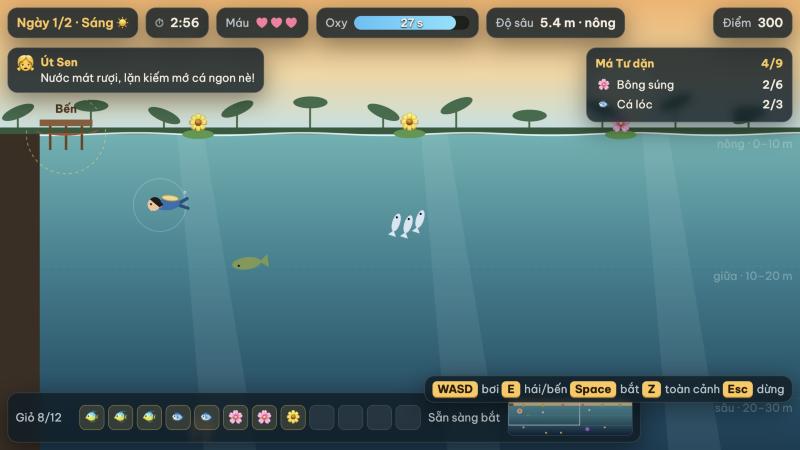 Ngày 1/2 · Sáng
2:56
Máu
Oxy 27 s
Độ sâu 5.4 m · nông
Điểm 300
Út Sen
Nước mát rượi, lặn kiếm mớ cá ngon nè!
Má Tư dặn 4/9
Bông súng 2/6
Cá lóc 2/3
Bến
nông · 0–10 m
giữa · 10–20 m
WASD bơi E hái/bến Space bắt Z toàn cảnh Esc dừng
sâu · 20–30 m
Giỏ 8/12
Sẵn sàng bắt